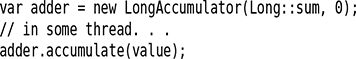 var adder = new LongAccumulator(Long::sum, 0);
// in some thread. . .
adder.accumulate(value);